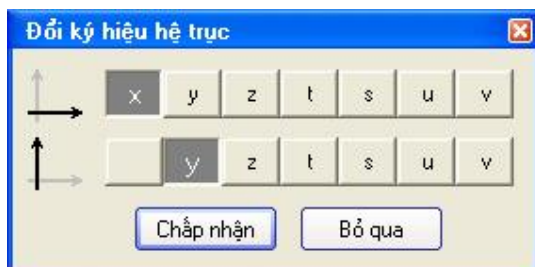 Đổi ký hiệu hệ trục
x y z t s u v
y z t s u v
Chấp nhận Bỏ qua